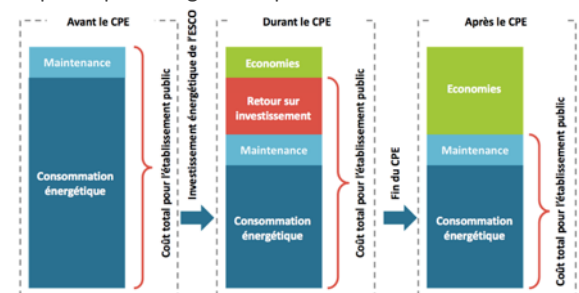 Avant le CPE
Maintenance
Consommation
énergétique
Coût total pour l'établissement public
Investissement énergétique de l'ESCO
Durant le CPE
Economies
Retour sur
investissement
Maintenance
Consommation
énergétique
Coût total pour l'établissement public
Fin du CPE
Après le CPE
Economies
Maintenance
Consommation
énergétique
Coût total pour l'établissement public